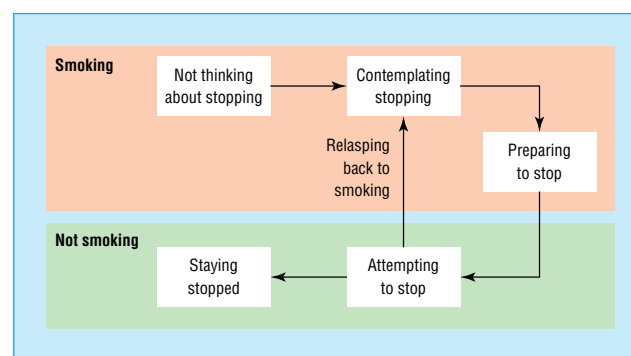 Smoking
Not thinking
about stopping
Contemplating
stopping
Relasping
back to
smoking
Preparing
to stop
Not smoking
Staying
stopped
Attempting
to stop